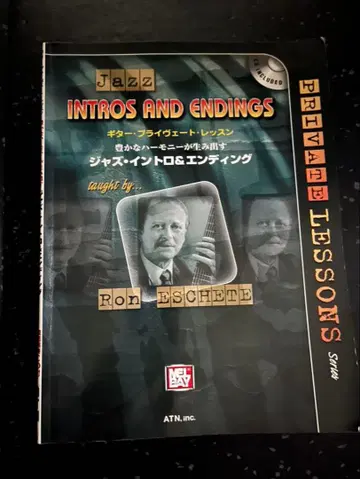 CD INCLUDED
Jazz
INTROS AND ENDINGS
ギター・プライヴェート・レッスン
豊かなハーモニーが生み出す
ジャズ・イントロ&エンディング
taught by...
Ron ESCHETE
MEL BAY
ATN, inc.
PRIVATE LESSONS Series